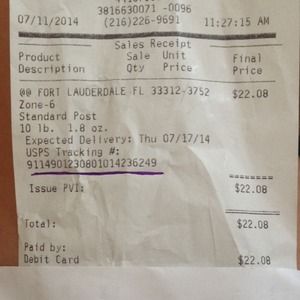 3816630071 -0096
07/11/2014 (216)226-9691 11:27:15 AM
Sales Receipt
Product Sale Unit Final
Description Qty Price Price
@@ FORT LAUDERDALE FL 33312-3752 $22.08
Zone-6
Standard Post
10 lb. 1.8 oz.
Expected Delivery: Thu 07/17/14
USPS Tracking #:
9114901230801014236249
Issue PVI: $22.08
Total: $22.08
Paid by:
Debit Card $22.08